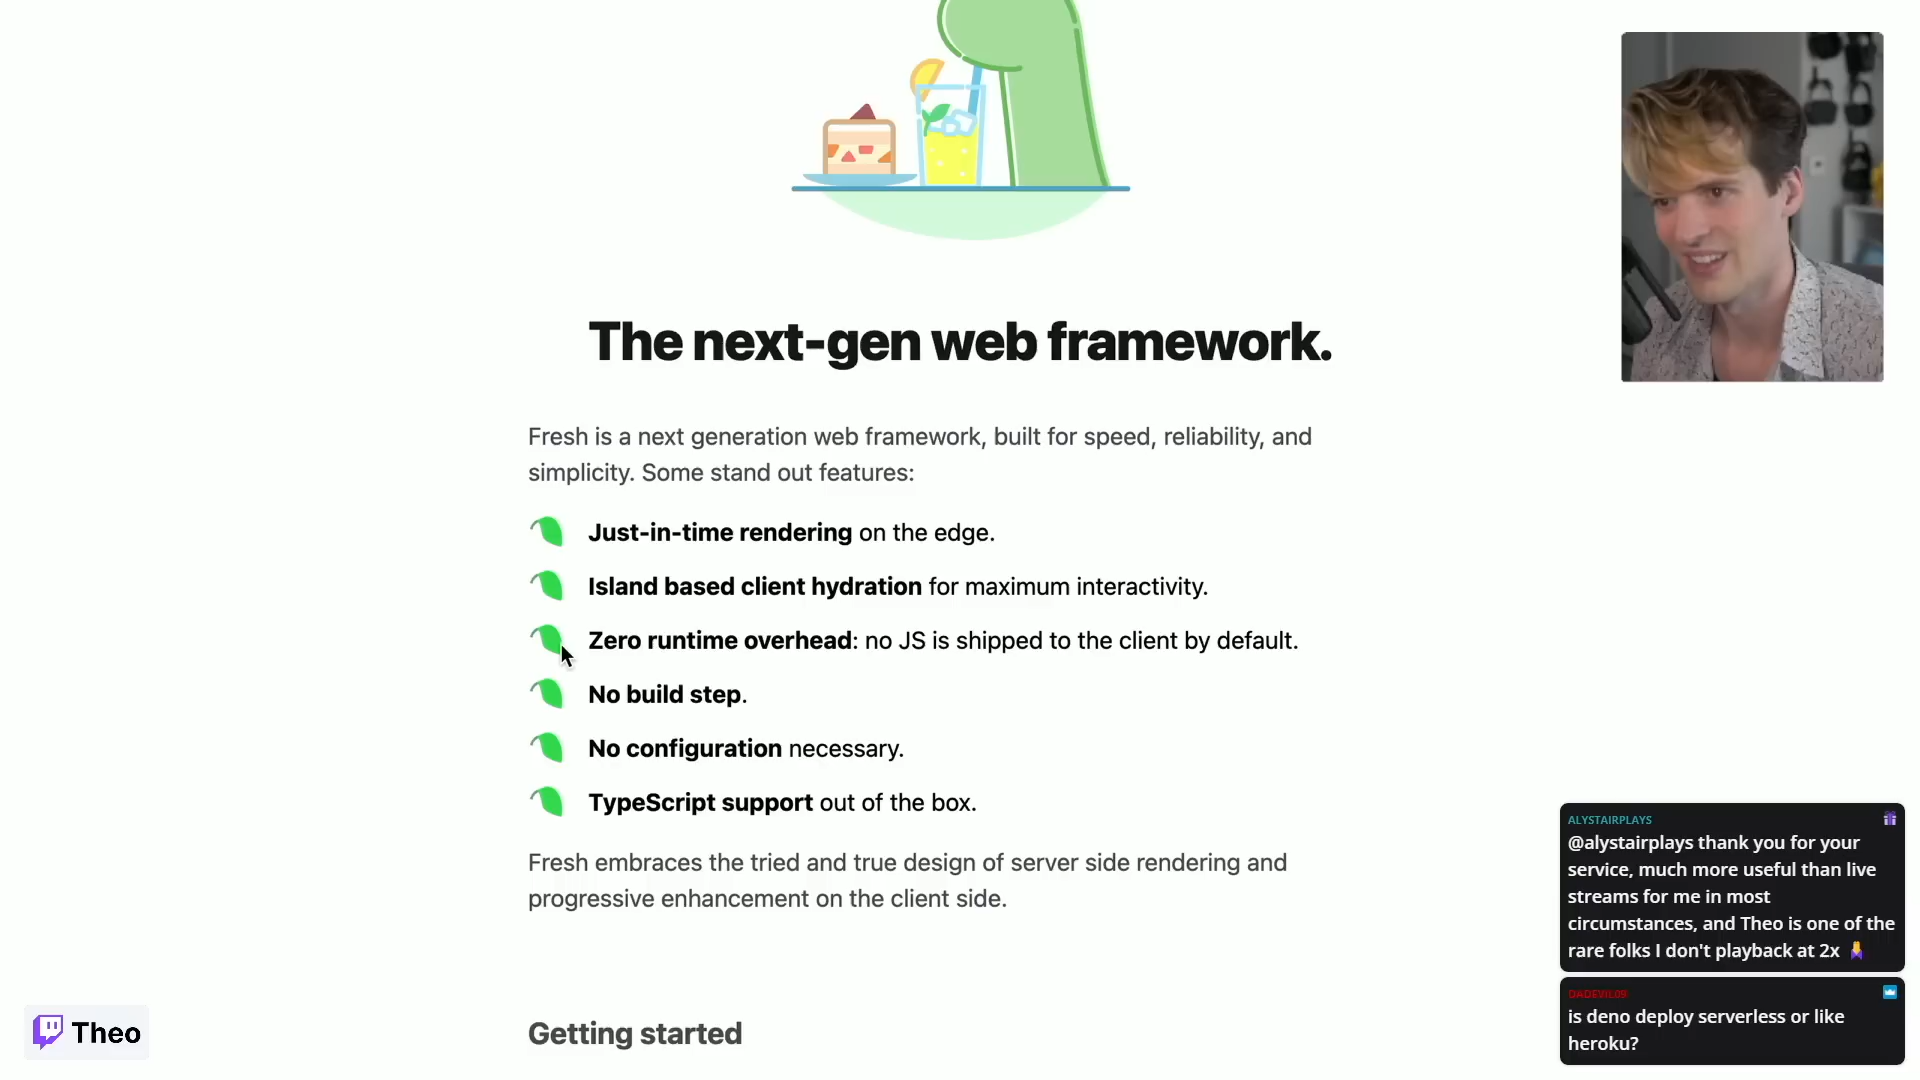 The next-gen web framework.
Fresh is a next generation web framework, built for speed, reliability, and
simplicity. Some stand out features:
Just-in-time rendering on the edge.
Island based client hydration for maximum interactivity.
Zero runtime overhead: no JS is shipped to the client by default.
No build step.
No configuration necessary.
TypeScript support out of the box.
Fresh embraces the tried and true design of server side rendering and
progressive enhancement on the client side.
Getting started
ALYSTAIRPLAYS
@alystairplays thank you for your
service, much more useful than live
streams for me in most
circumstances, and Theo is one of the
rare folks I don't playback at 2x
DADEVIL09
is deno deploy serverless or like
heroku?
Theo